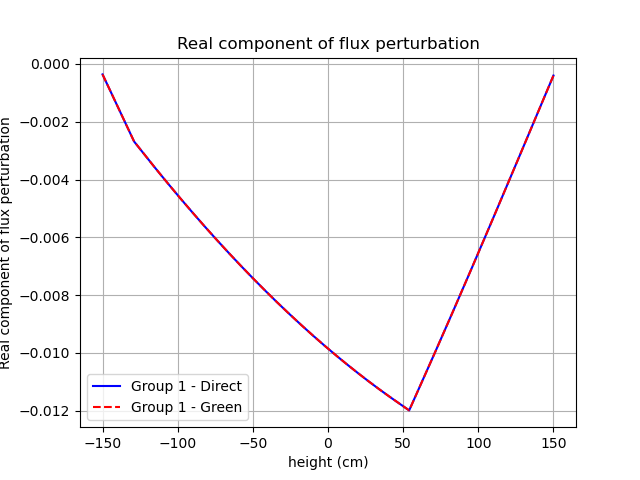 Real component of flux perturbation
Real component of flux perturbation
0.000
−0.002
−0.004
−0.006
−0.008
−0.010
−0.012
Group 1 - Direct
Group 1 - Green
−150
−100
−50
0
50
100
150
height (cm)